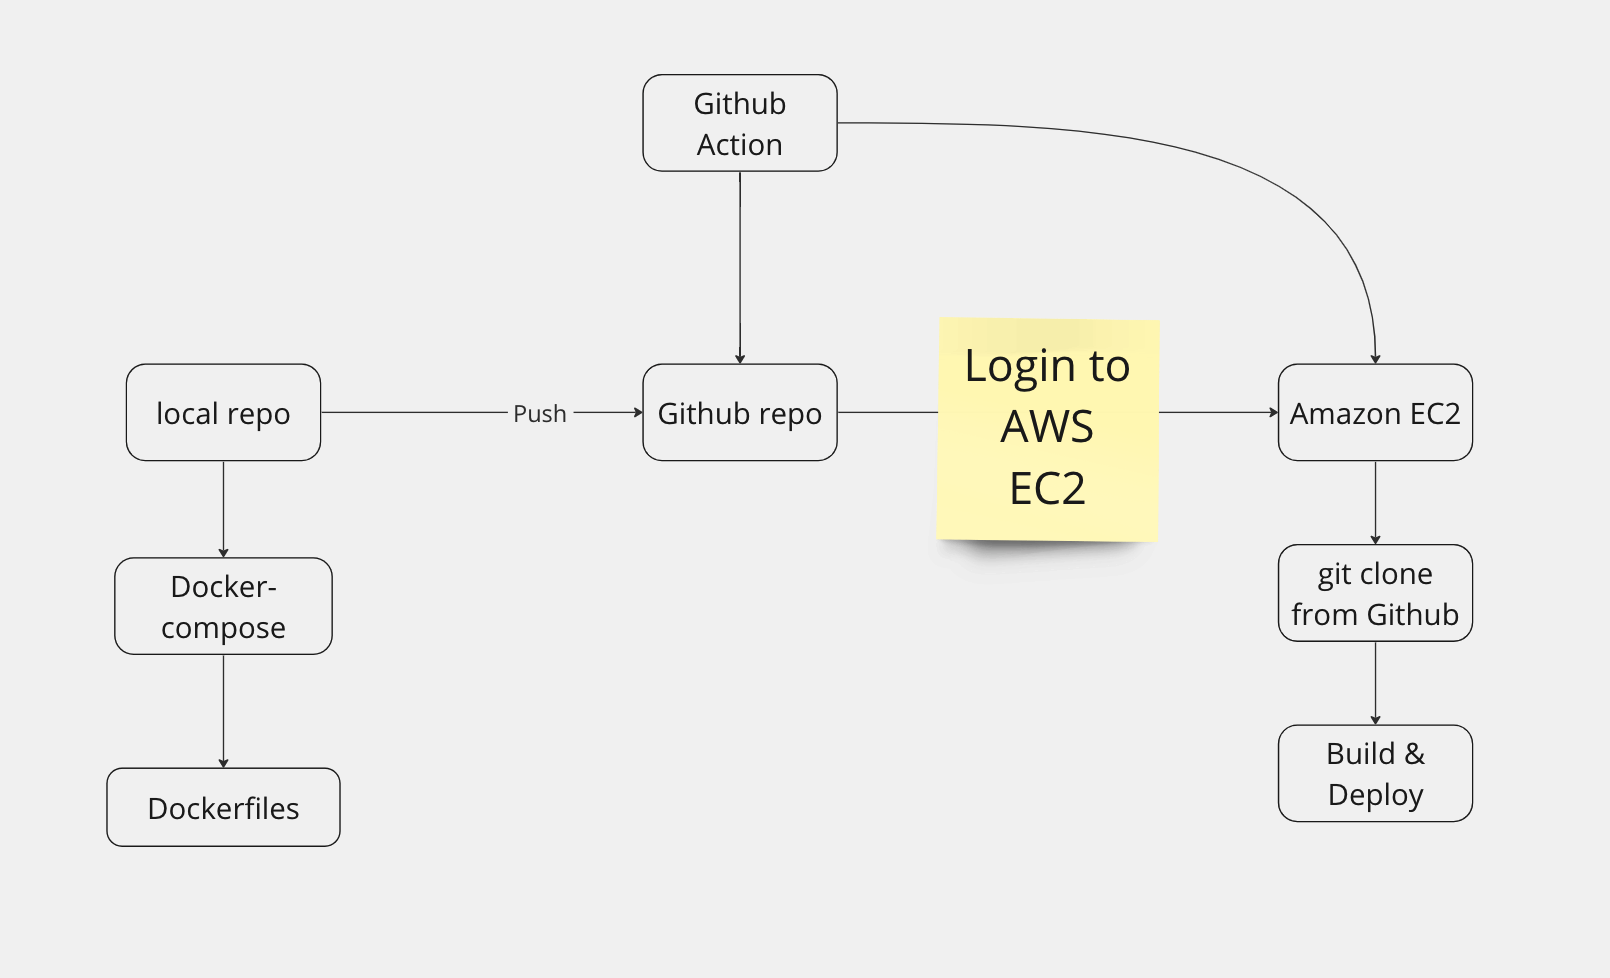 Github
Action
local repo
Push
Github repo
Login to
AWS
EC2
Amazon EC2
Docker-
compose
git clone
from Github
Dockerfiles
Build &
Deploy